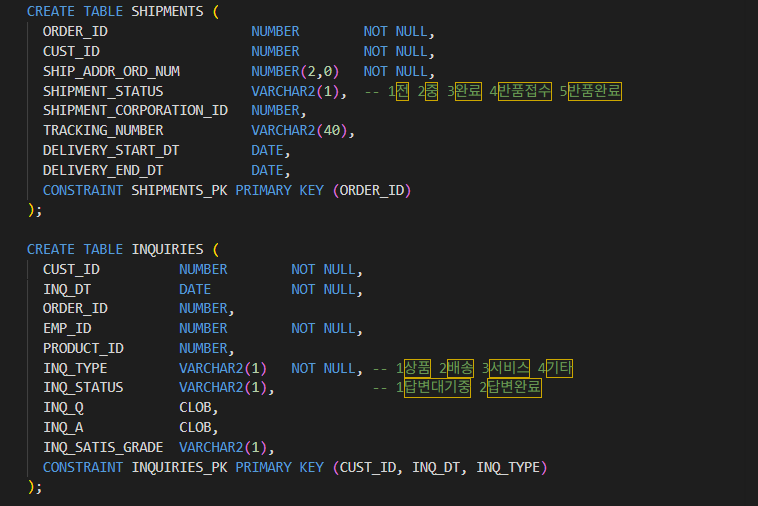 CREATE TABLE SHIPMENTS (
ORDER_ID NUMBER NOT NULL,
CUST_ID NUMBER NOT NULL,
SHIP_ADDR_ORD_NUM NUMBER(2,0) NOT NULL,
SHIPMENT_STATUS VARCHAR2(1), -- 1전 2중 3완료 4반품접수 5반품완료
SHIPMENT_CORPORATION_ID NUMBER,
TRACKING_NUMBER VARCHAR2(40),
DELIVERY_START_DT DATE,
DELIVERY_END_DT DATE,
CONSTRAINT SHIPMENTS_PK PRIMARY KEY (ORDER_ID)
);
CREATE TABLE INQUIRIES (
CUST_ID NUMBER NOT NULL,
INQ_DT DATE NOT NULL,
ORDER_ID NUMBER,
EMP_ID NUMBER NOT NULL,
PRODUCT_ID NUMBER,
INQ_TYPE VARCHAR2(1) NOT NULL, -- 1상품 2배송 3서비스 4기타
INQ_STATUS VARCHAR2(1), -- 1답변대기중 2답변완료
INQ_Q CLOB,
INQ_A CLOB,
INQ_SATIS_GRADE VARCHAR2(1),
CONSTRAINT INQUIRIES_PK PRIMARY KEY (CUST_ID, INQ_DT, INQ_TYPE)
);